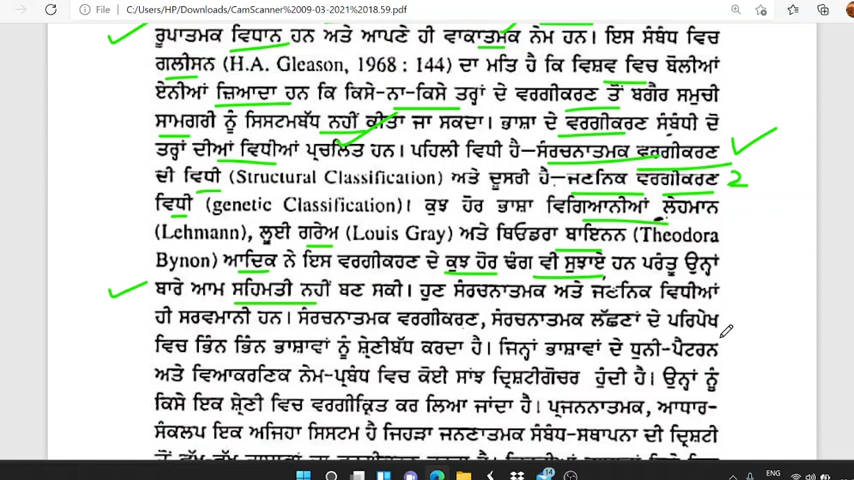 File C:/Users/HP/Downloads/CamScanner%2009-03-2021%2018.59.pdf
ਰੂਪਾਤਮਕ ਵਿਧਾਨ ਹਨ ਅਤੇ ਆਪਣੇ ਹੀ ਵਾਕਾਤਮਕ ਨੇਮ ਹਨ। ਇਸ ਸੰਬੰਧ ਵਿਚ
ਗਲੀਸਨ (H.A. Gleason, 1968 : 144) ਦਾ ਮਤਿ ਹੈ ਕਿ ਵਿਸ਼ਵ ਵਿਚ ਬੋਲੀਆਂ
ਏਨੀਆਂ ਜ਼ਿਆਦਾ ਹਨ ਕਿ ਕਿਸੇ-ਨਾ-ਕਿਸੇ ਤਰ੍ਹਾਂ ਦੇ ਵਰਗੀਕਰਣ ਤੋਂ ਬਗੈਰ ਸਮੁਚੀ
ਸਾਮਗਰੀ ਨੂੰ ਸਿਸਟਮਬੱਧ ਨਹੀਂ ਕੀਤਾ ਜਾ ਸਕਦਾ। ਭਾਸ਼ਾ ਦੇ ਵਰਗੀਕਰਣ ਸੰਬੰਧੀ ਦੋ
ਤਰ੍ਹਾਂ ਦੀਆਂ ਵਿਧੀਆਂ ਪ੍ਰਚਲਿਤ ਹਨ। ਪਹਿਲੀ ਵਿਧੀ ਹੈ–ਸੰਰਚਨਾਤਮਕ ਵਰਗੀਕਰਣ
ਦੀ ਵਿਧੀ (Structural Classification) ਅਤੇ ਦੂਸਰੀ ਹੈ–ਜਣਨਿਕ ਵਰਗੀਕਰਣ 2
ਵਿਧੀ (genetic Classification)। ਕੁਝ ਹੋਰ ਭਾਸ਼ਾ ਵਿਗਿਆਨੀਆਂ ਲੇਹਮਾਨ
(Lehmann), ਲੂਈ ਗਰੇਅ (Louis Gray) ਅਤੇ ਥਿਓਡਰਾ ਬਾਇਨਨ (Theodora
Bynon) ਆਦਿਕ ਨੇ ਇਸ ਵਰਗੀਕਰਣ ਦੇ ਕੁਝ ਹੋਰ ਢੰਗ ਵੀ ਸੁਝਾਏ ਹਨ ਪਰੰਤੂ ਉਨ੍ਹਾਂ
ਬਾਰੇ ਆਮ ਸਹਿਮਤੀ ਨਹੀਂ ਬਣ ਸਕੀ। ਹੁਣ ਸੰਰਚਨਾਤਮਕ ਅਤੇ ਜਣਨਿਕ ਵਿਧੀਆਂ
ਹੀ ਸਰਵਮਾਨੀ ਹਨ। ਸੰਰਚਨਾਤਮਕ ਵਰਗੀਕਰਣ, ਸੰਰਚਨਾਤਮਕ ਲੱਛਣਾਂ ਦੇ ਪਰਿਪੇਖ
ਵਿਚ ਭਿੰਨ ਭਿੰਨ ਭਾਸ਼ਾਵਾਂ ਨੂੰ ਸ਼੍ਰੇਣੀਬੱਧ ਕਰਦਾ ਹੈ। ਜਿਨ੍ਹਾਂ ਭਾਸ਼ਾਵਾਂ ਦੇ ਧੁਨੀ-ਪੈਟਰਨ
ਅਤੇ ਵਿਆਕਰਣਿਕ ਨੇਮ-ਪ੍ਰਬੰਧ ਵਿਚ ਕੋਈ ਸਾਂਝ ਦ੍ਰਿਸ਼ਟੀਗੋਚਰ ਹੁੰਦੀ ਹੈ। ਉਨ੍ਹਾਂ ਨੂੰ
ਕਿਸੇ ਇਕ ਸ਼੍ਰੇਣੀ ਵਿਚ ਵਰਗੀਕ੍ਰਿਤ ਕਰ ਲਿਆ ਜਾਂਦਾ ਹੈ। ਪ੍ਰਜਨਨਾਤਮਕ, ਆਧਾਰ-
ਸੰਕਲਪ ਇਕ ਅਜਿਹਾ ਸਿਸਟਮ ਹੈ ਜਿਹੜਾ ਜਣਨਾਤਮਕ ਸੰਬੰਧ-ਸਥਾਪਨਾ ਦੀ ਦ੍ਰਿਸ਼ਟੀ
14 ENG